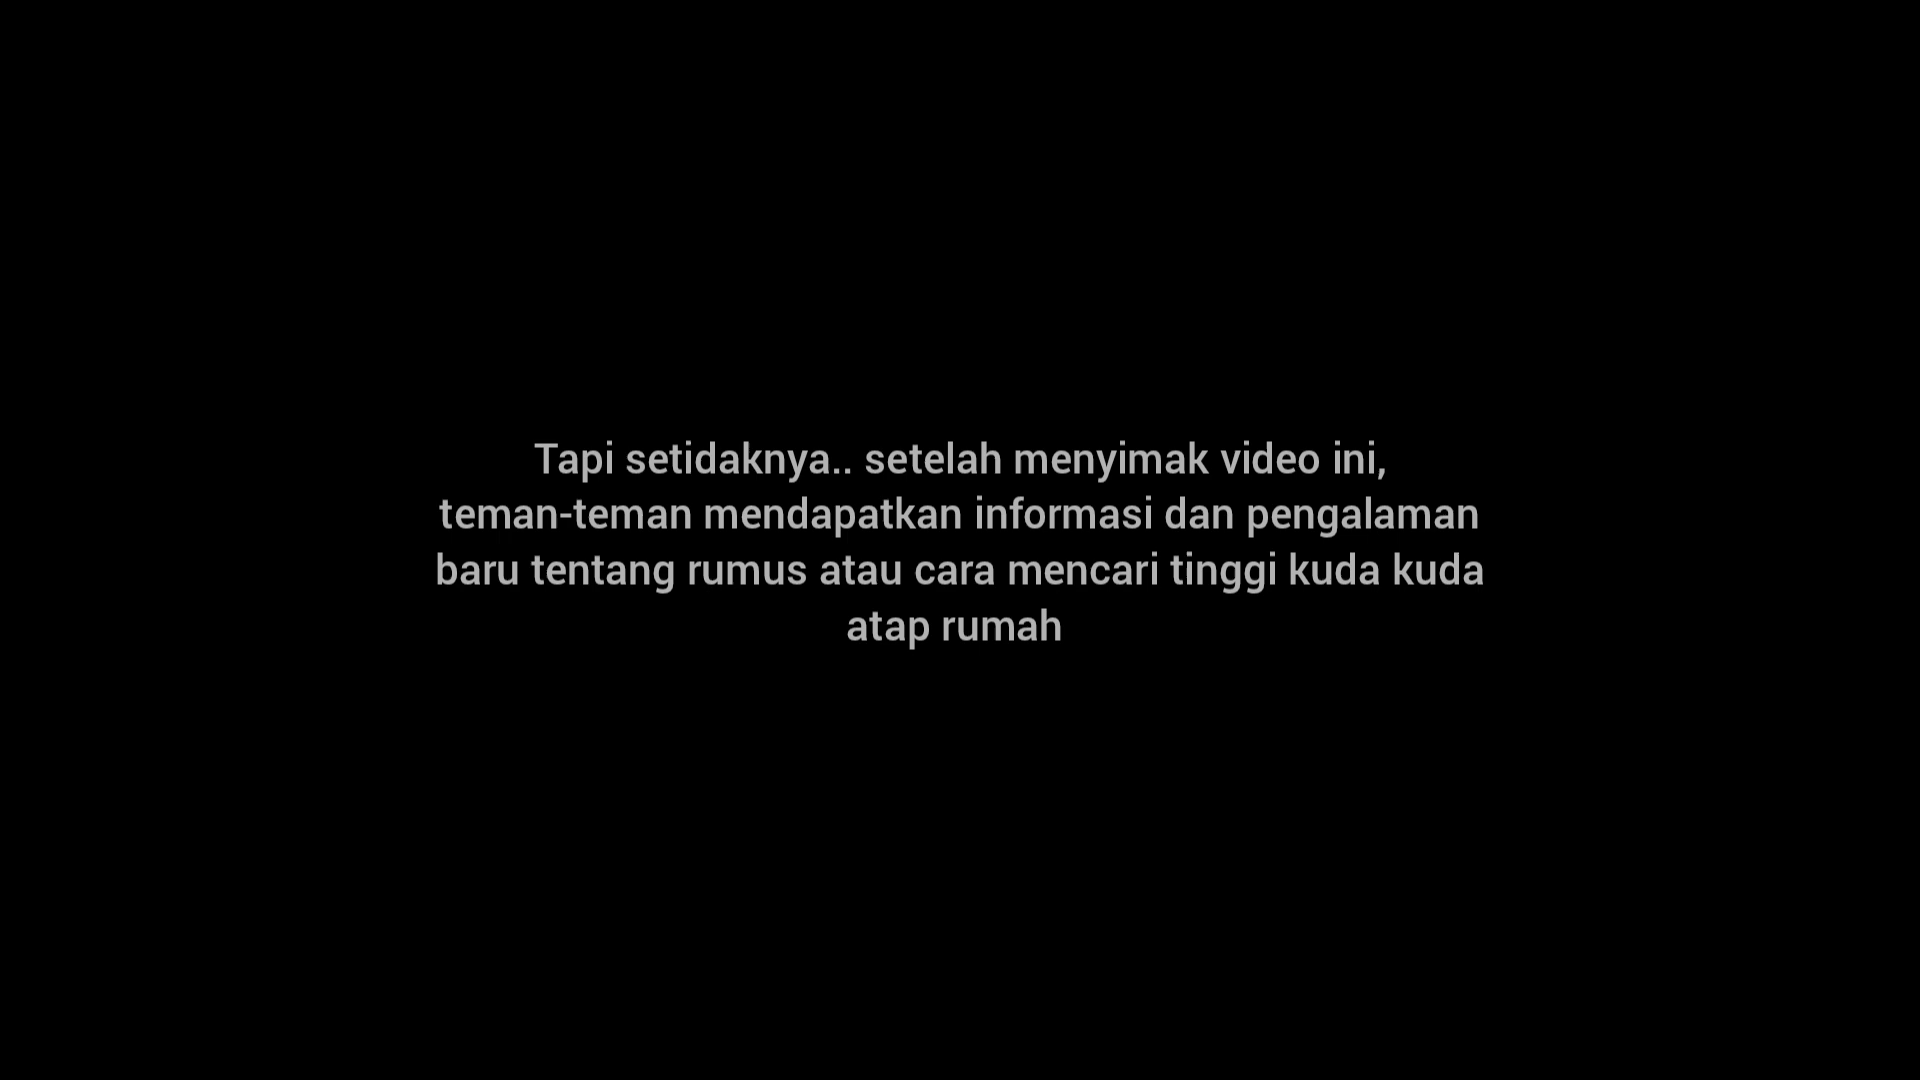 Tapi setidaknya.. setelah menyimak video ini,
teman-teman mendapatkan informasi dan pengalaman
baru tentang rumus atau cara mencari tinggi kuda kuda
atap rumah